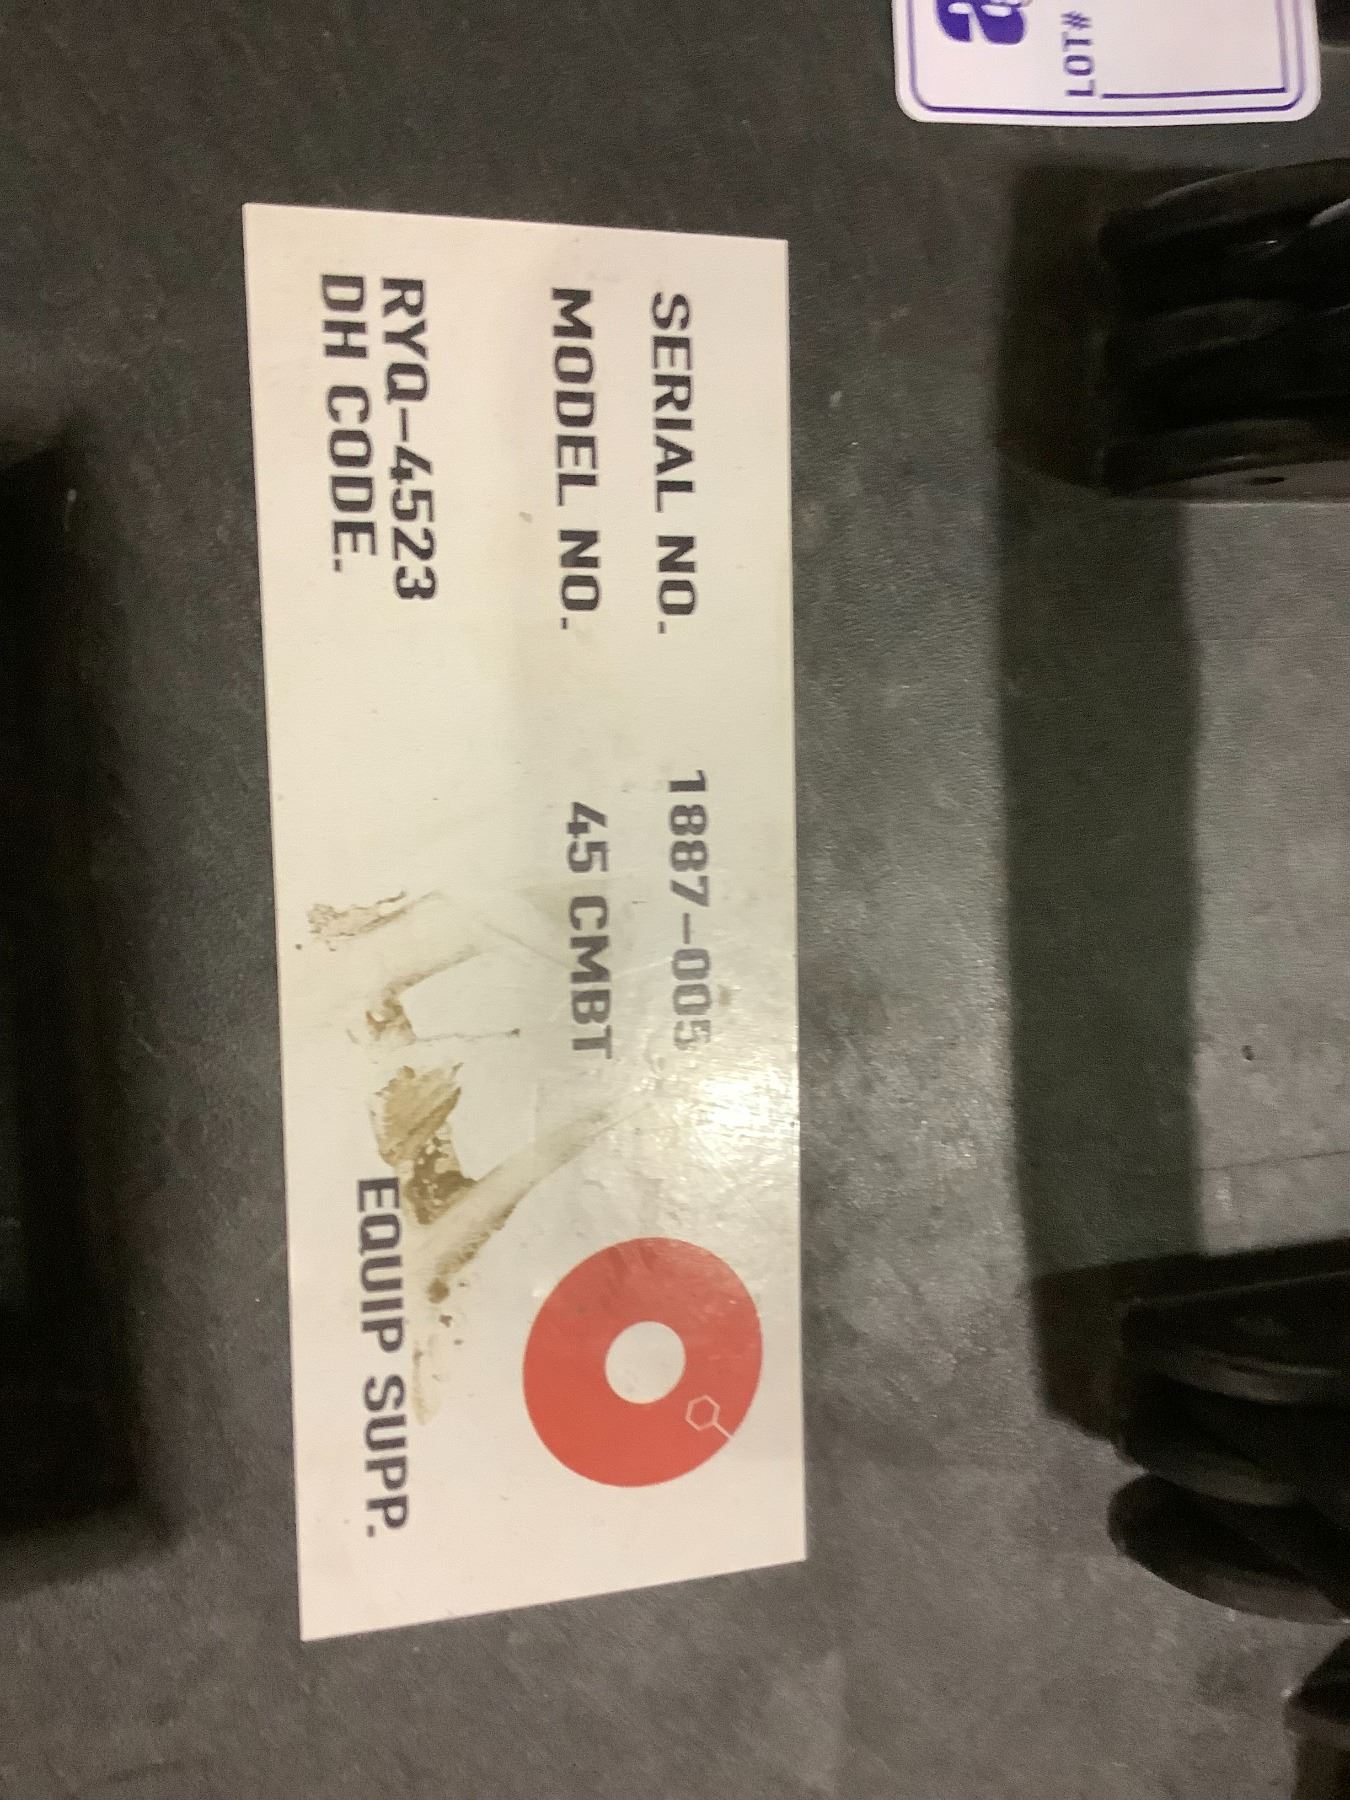 SERIAL NO. 1887-005
MODEL NO. 45 CMBT
RYQ-4523
DH CODE.
EQUIP SUPP.
LOT#